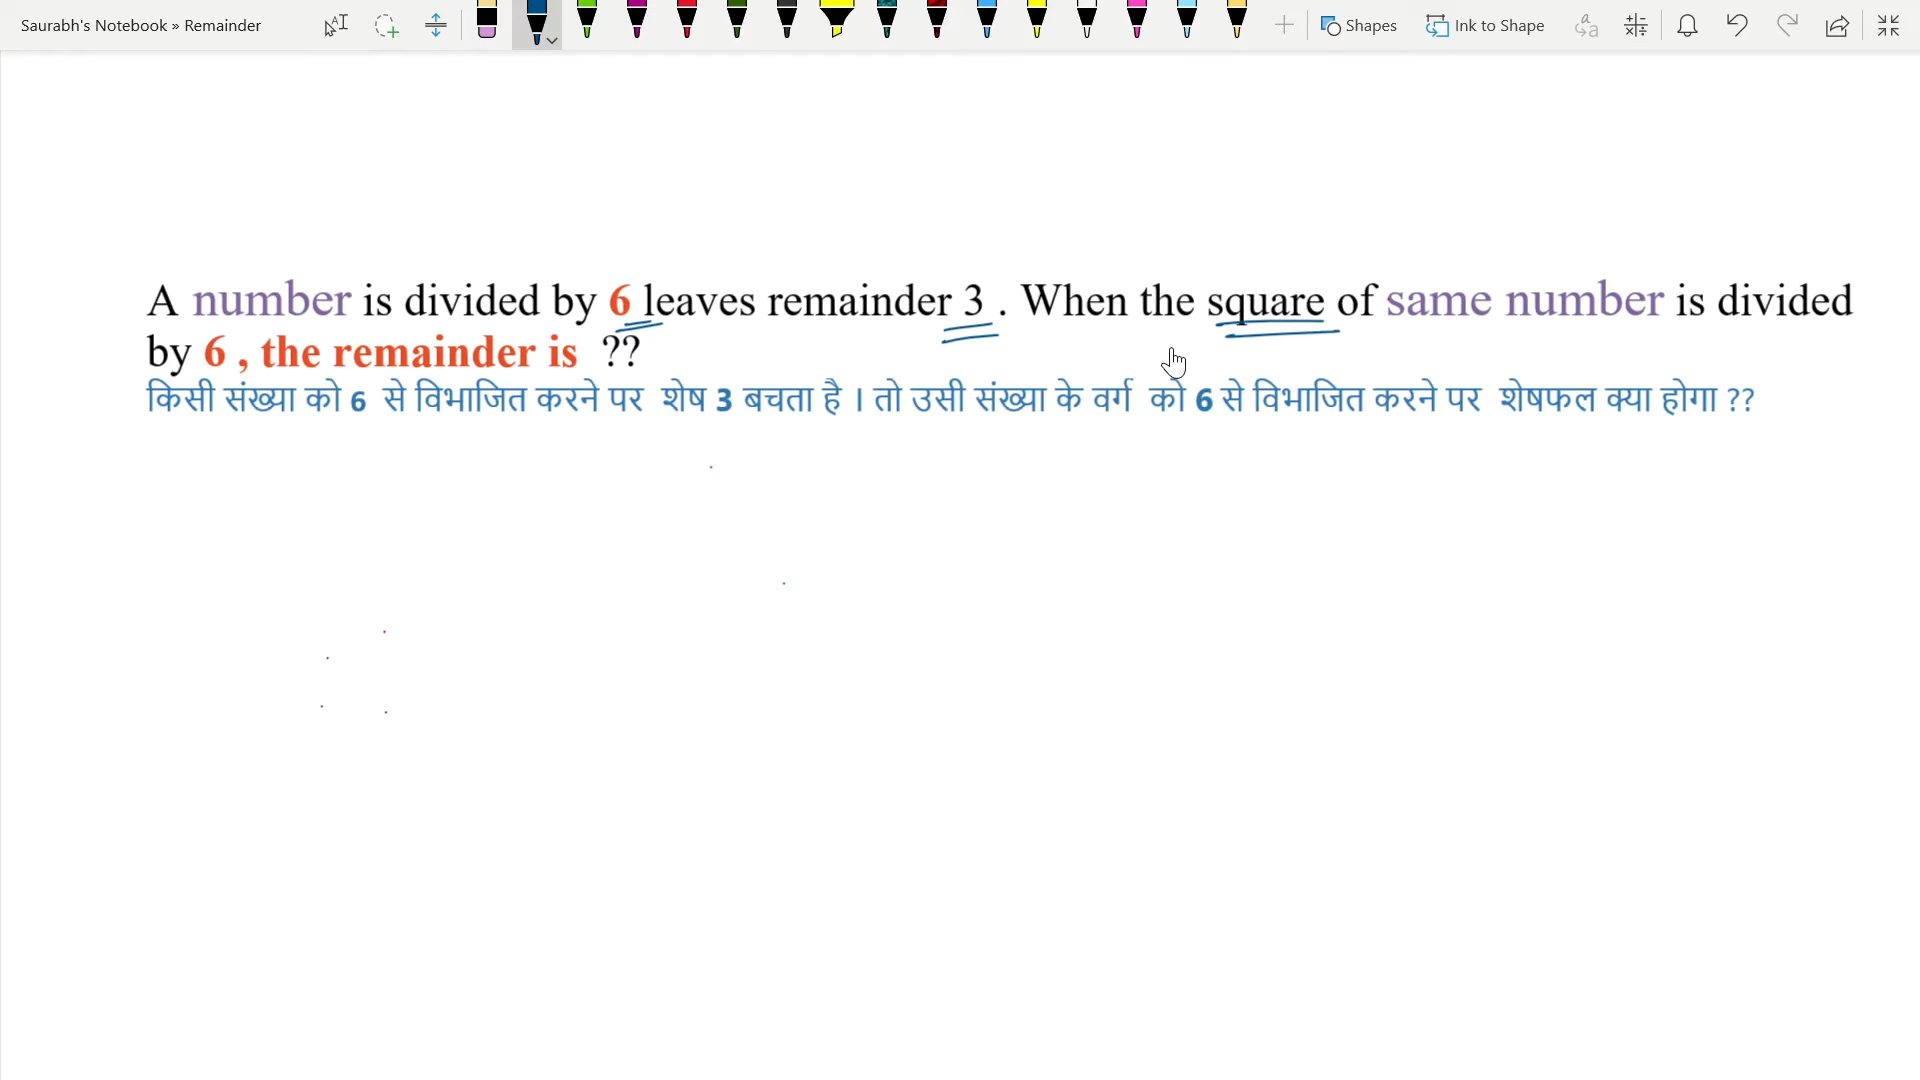 Saurabh's Notebook » Remainder
Shapes
Ink to Shape
A number is divided by 6 leaves remainder 3 . When the square of same number is divided
by 6 , the remainder is ??
किसी संख्या को 6 से विभाजित करने पर शेष 3 बचता है । तो उसी संख्या के वर्ग को 6 से विभाजित करने पर शेषफल क्या होगा ??